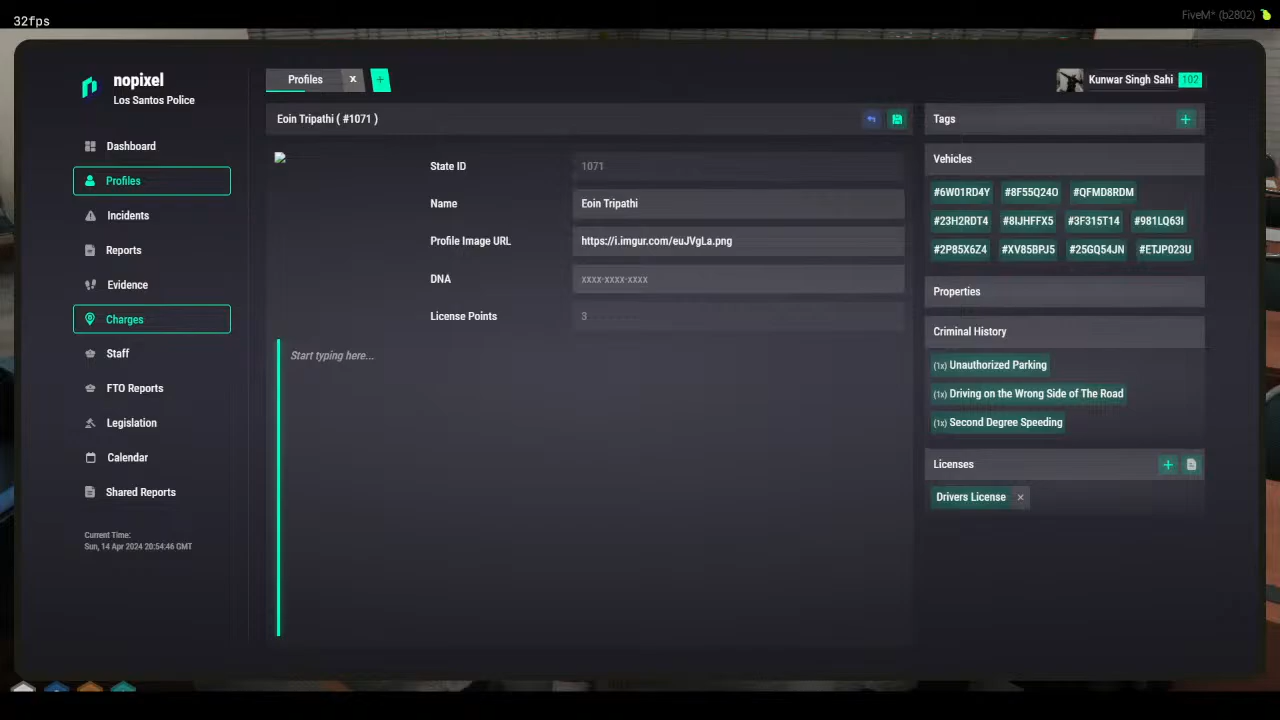 32fps
FiveM* (b2802)
nopixel
Los Santos Police
Profiles x +
Kunwar Singh Sahi 102
Eoin Tripathi ( #1071 )
Dashboard
Profiles
Incidents
Reports
Evidence
Charges
Staff
FTO Reports
Legislation
Calendar
Shared Reports
Current Time:
Sun, 14 Apr 2024 20:54:46 GMT
State ID 1071
Name Eoin Tripathi
Profile Image URL https://i.imgur.com/euJVgLa.png
DNA xxxx-xxxx-xxxx
License Points 3
Start typing here...
Tags +
Vehicles
#6W01RD4Y #8F55Q24O #QFMD8RDM
#23H2RDT4 #8IJHFFX5 #3F315T14 #981LQ63I
#2P85X6Z4 #XV85BPJ5 #25GQ54JN #ETJP023U
Properties
Criminal History
(1x) Unauthorized Parking
(1x) Driving on the Wrong Side of The Road
(1x) Second Degree Speeding
Licenses +
Drivers License ×